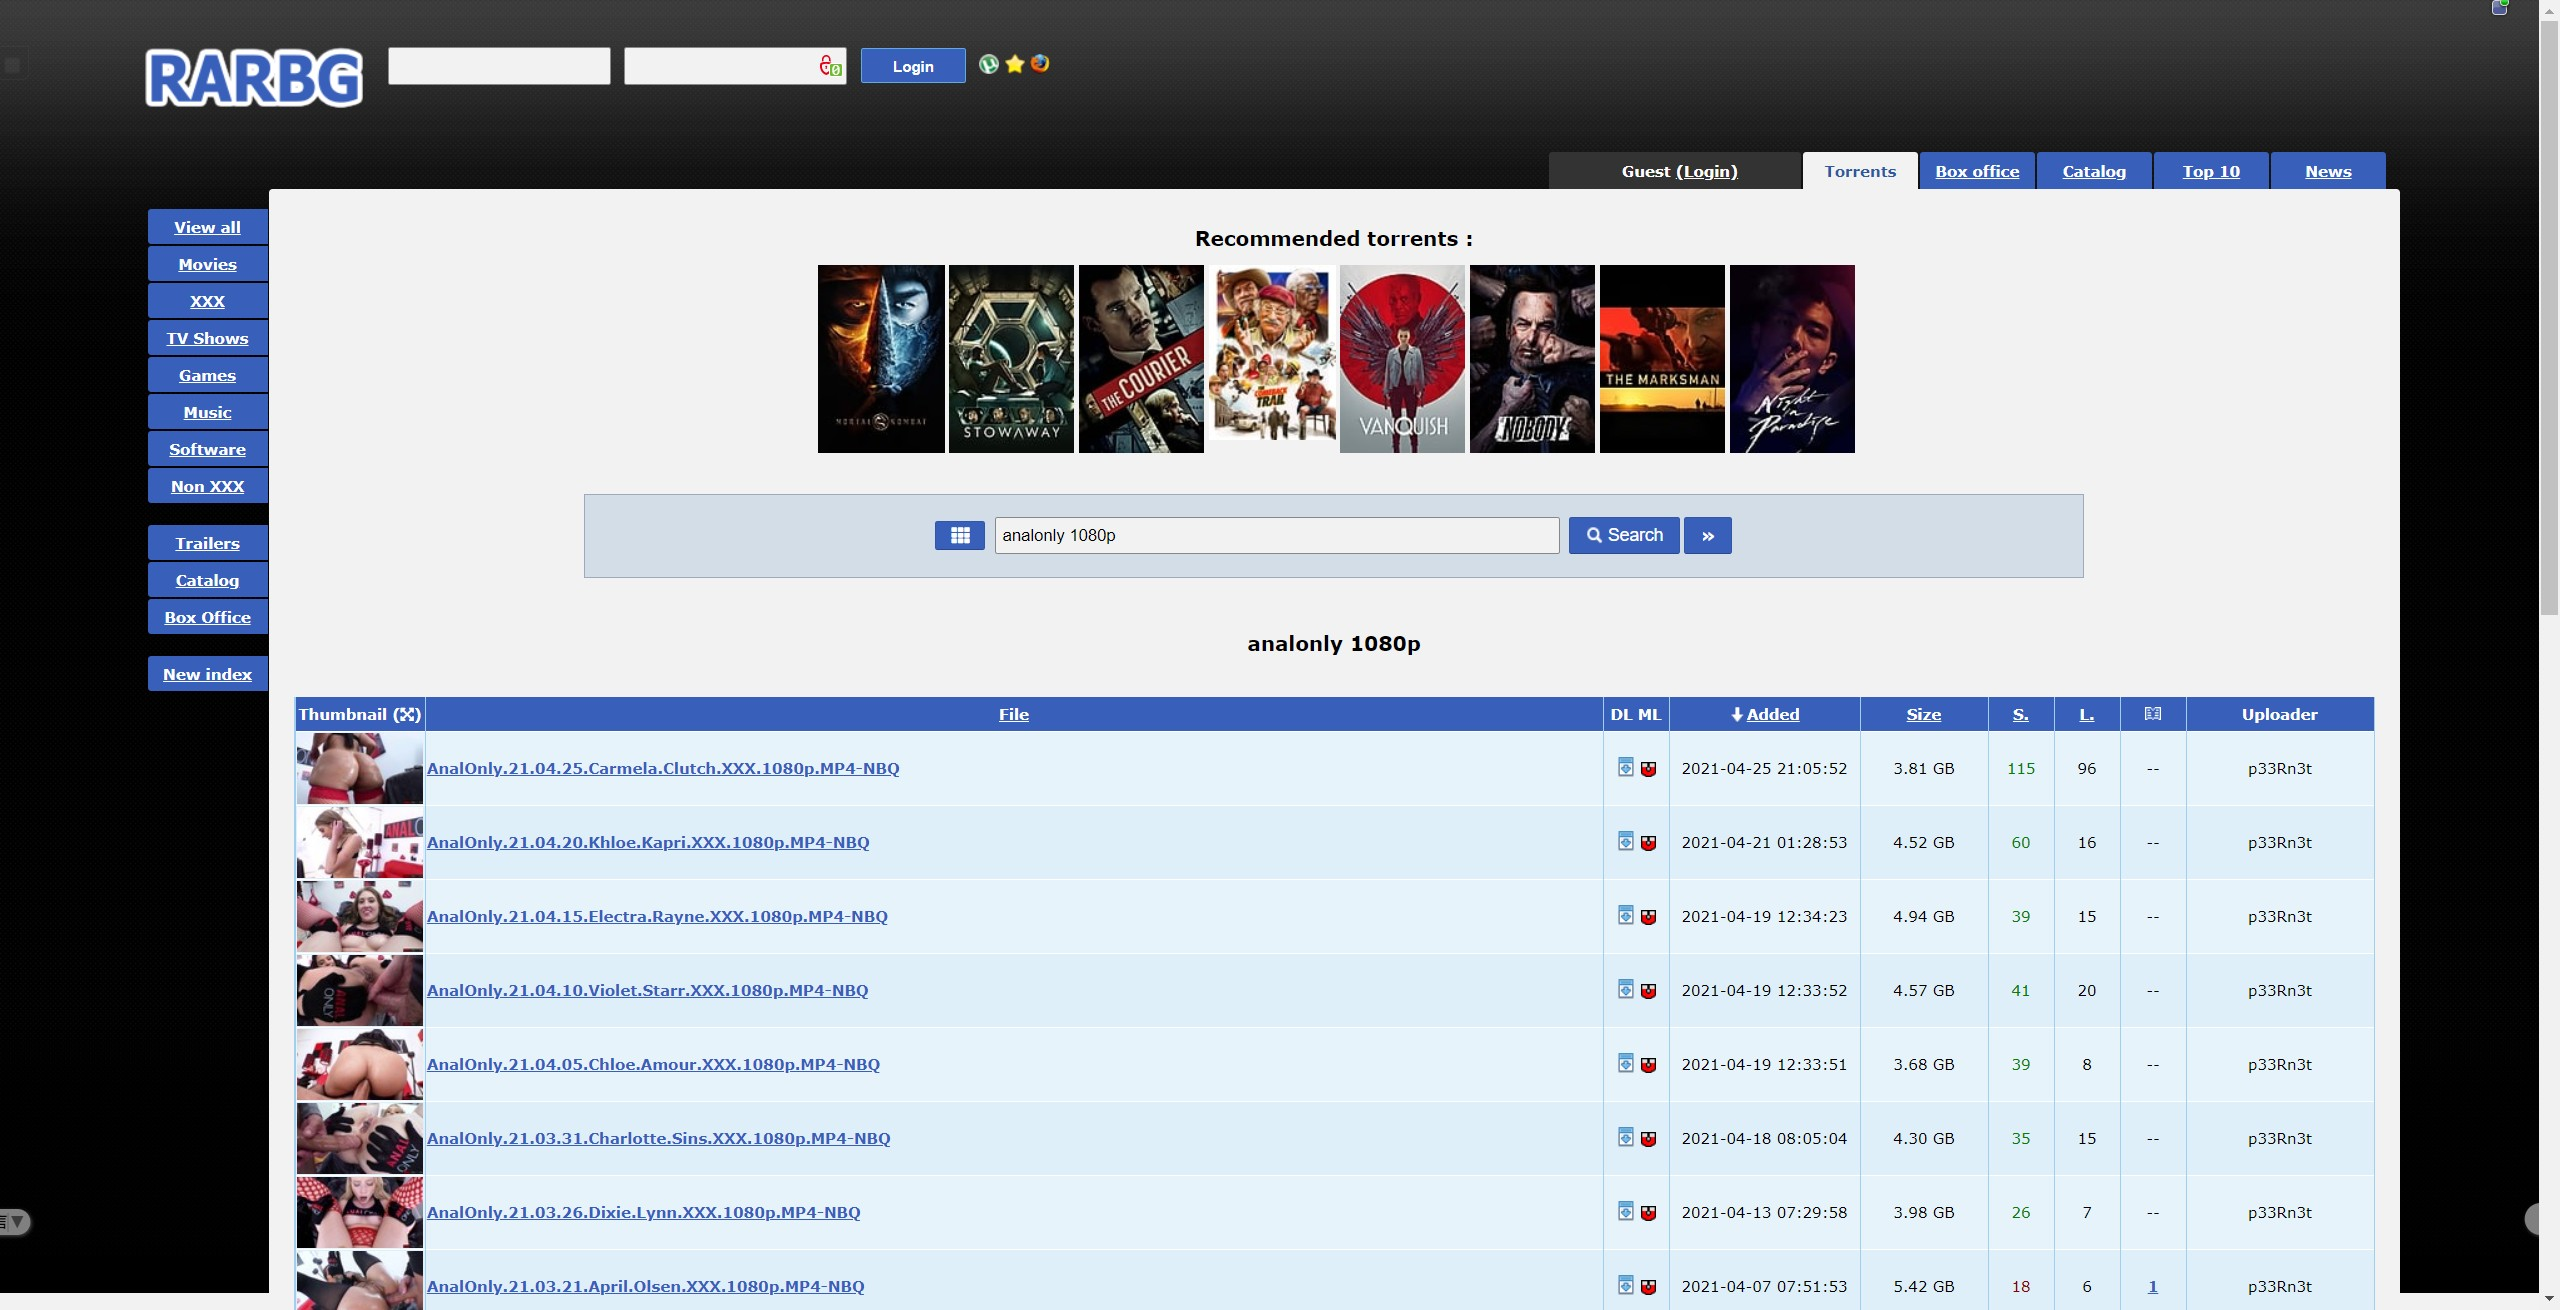 RARBG
Login
Guest (Login)
Torrents
Box office
Catalog
Top 10
News
View all
Movies
XXX
TV Shows
Games
Music
Software
Non XXX
Trailers
Catalog
Box Office
New index
Recommended torrents :
MORTAL KOMBAT
STOWAWAY
THE COURIER
COMEBACK TRAIL
VANQUISH
NOBODY
THE MARKSMAN
Night in Paradise
analonly 1080p
Search
»
analonly 1080p
Thumbnail File DL ML Added Size S. L. Uploader
AnalOnly.21.04.25.Carmela.Clutch.XXX.1080p.MP4-NBQ 2021-04-25 21:05:52 3.81 GB 115 96 -- p33Rn3t
AnalOnly.21.04.20.Khloe.Kapri.XXX.1080p.MP4-NBQ 2021-04-21 01:28:53 4.52 GB 60 16 -- p33Rn3t
AnalOnly.21.04.15.Electra.Rayne.XXX.1080p.MP4-NBQ 2021-04-19 12:34:23 4.94 GB 39 15 -- p33Rn3t
AnalOnly.21.04.10.Violet.Starr.XXX.1080p.MP4-NBQ 2021-04-19 12:33:52 4.57 GB 41 20 -- p33Rn3t
AnalOnly.21.04.05.Chloe.Amour.XXX.1080p.MP4-NBQ 2021-04-19 12:33:51 3.68 GB 39 8 -- p33Rn3t
AnalOnly.21.03.31.Charlotte.Sins.XXX.1080p.MP4-NBQ 2021-04-18 08:05:04 4.30 GB 35 15 -- p33Rn3t
AnalOnly.21.03.26.Dixie.Lynn.XXX.1080p.MP4-NBQ 2021-04-13 07:29:58 3.98 GB 26 7 -- p33Rn3t
AnalOnly.21.03.21.April.Olsen.XXX.1080p.MP4-NBQ 2021-04-07 07:51:53 5.42 GB 18 6 1 p33Rn3t